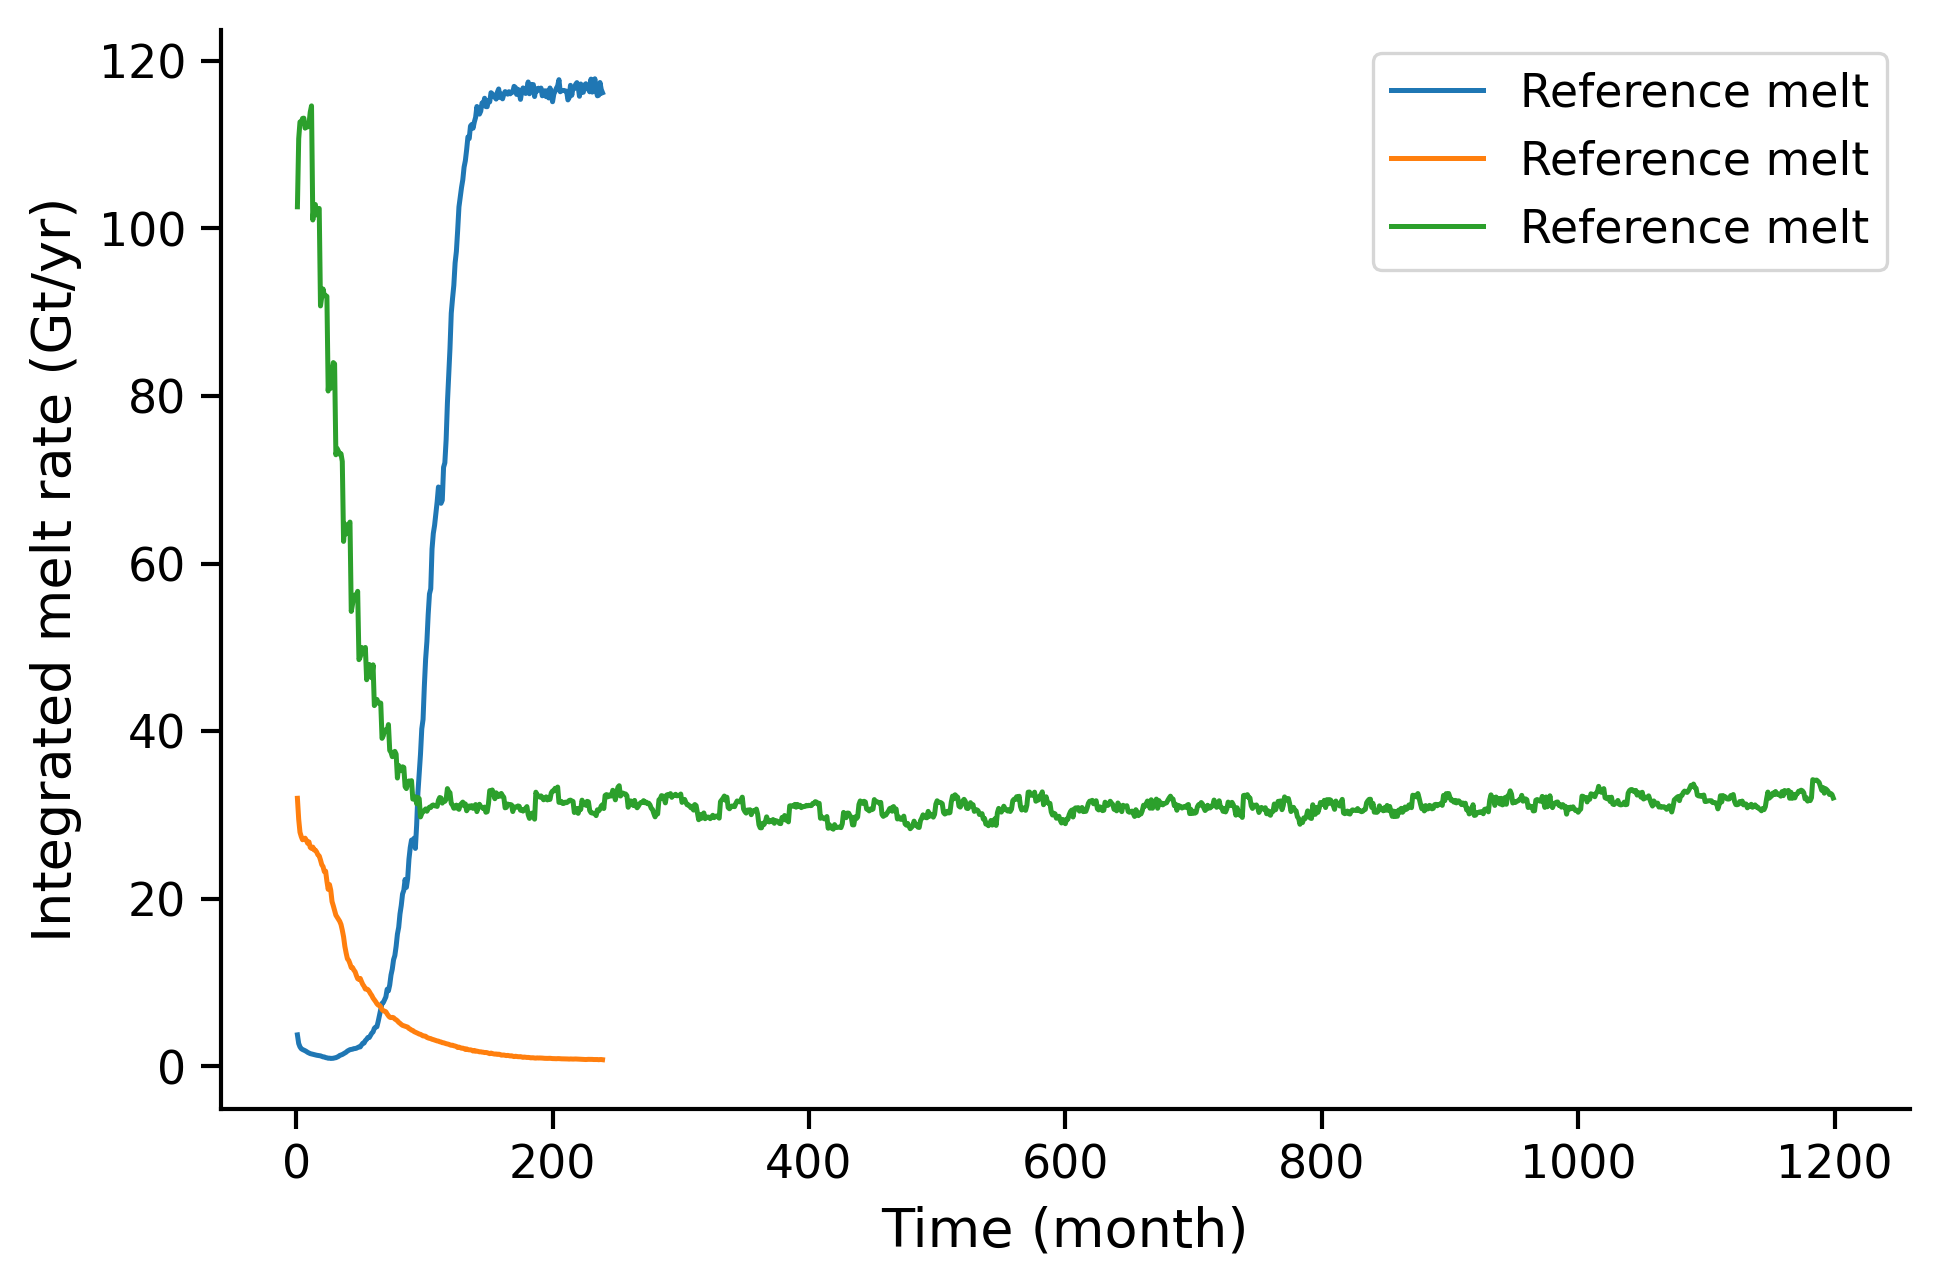 120
100
80
60
40
20
0
Integrated melt rate (Gt/yr)
Reference melt
Reference melt
Reference melt
0 200 400 600 800 1000 1200
Time (month)